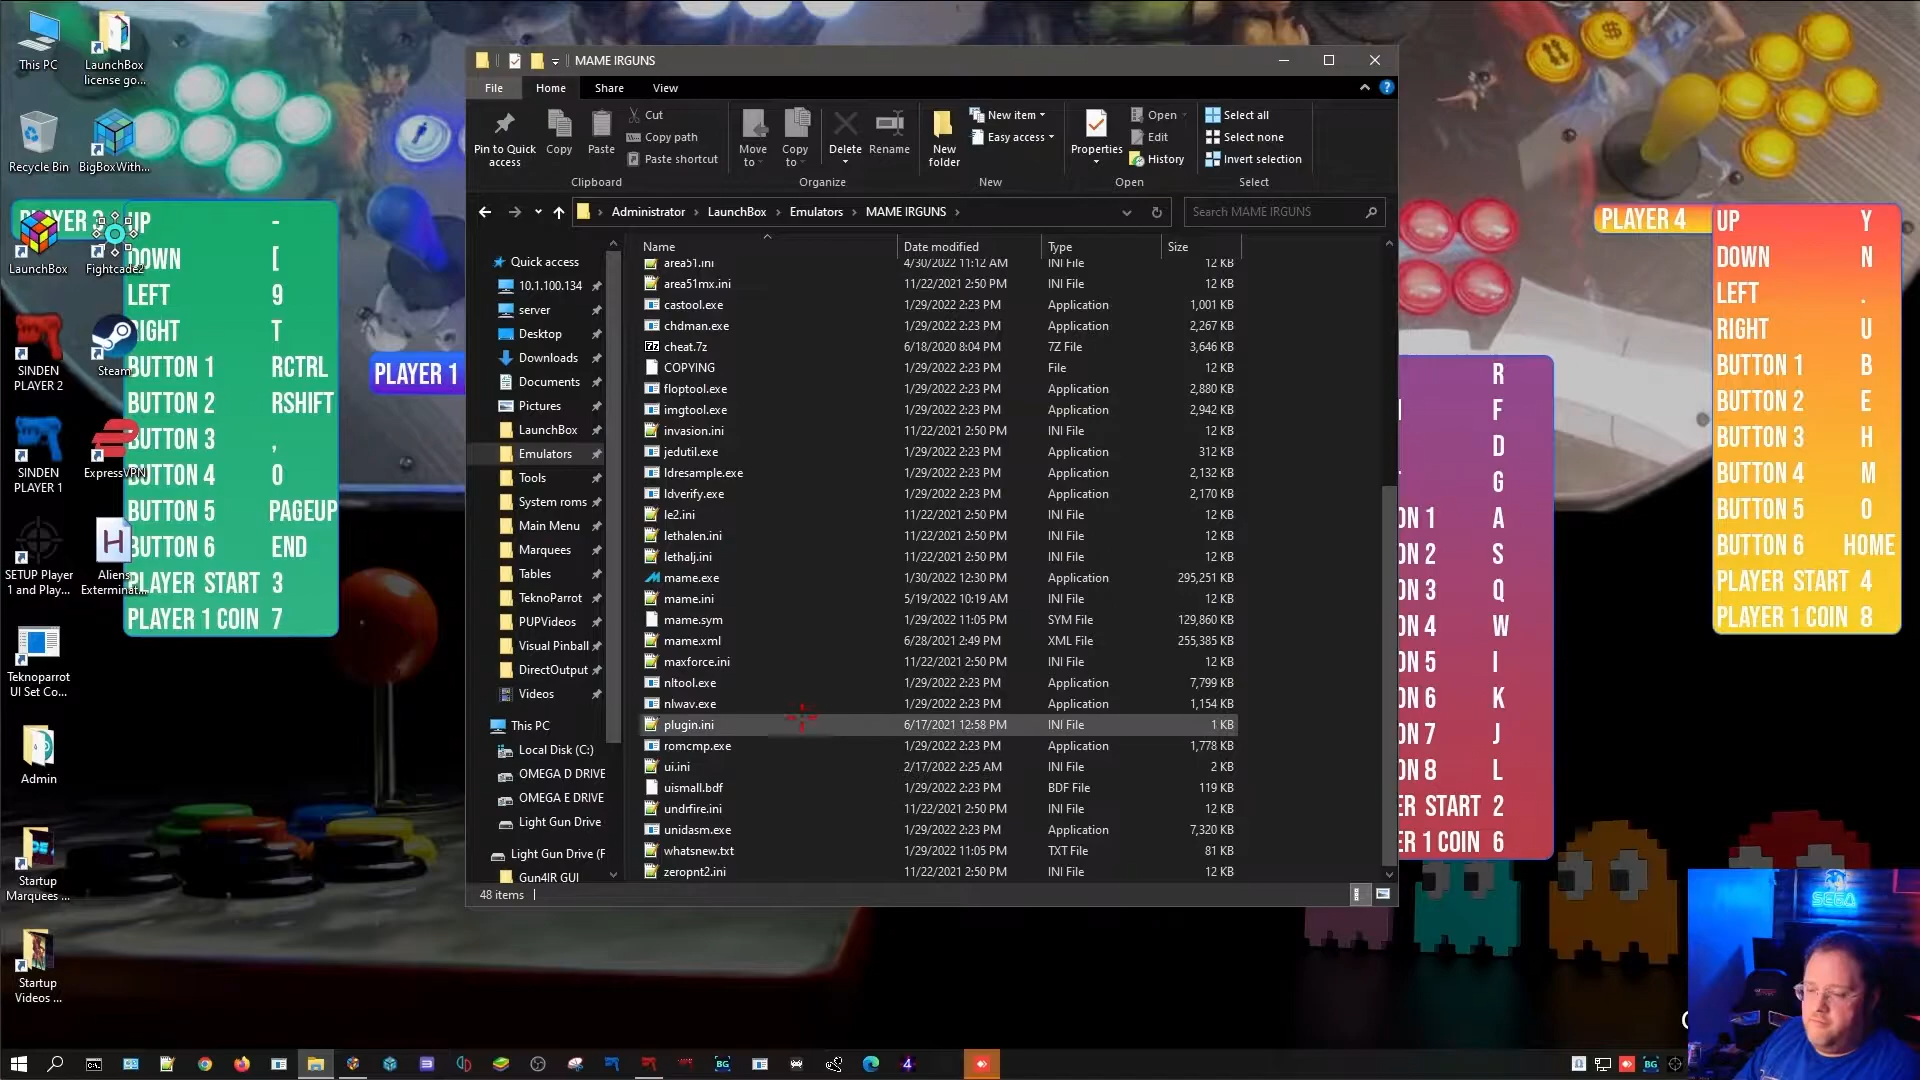 This PC
LaunchBox
license go...
Recycle Bin
BigBoxWith...
LaunchBox
Fightcade2
SINDEN
PLAYER 2
Steam
SINDEN
PLAYER 1
ExpressVPN
SETUP Player
1 and Play...
Aliens
Exterminat...
Teknoparrot
UI Set Co...
Admin
Startup
Marquees ...
Startup
Videos ...
PLAYER 3
UP -
DOWN [
LEFT 9
RIGHT T
BUTTON 1 RCTRL
BUTTON 2 RSHIFT
BUTTON 3 ,
BUTTON 4 0
BUTTON 5 PAGEUP
BUTTON 6 END
PLAYER START 3
PLAYER 1 COIN 7
PLAYER 1
MAME IRGUNS
File Home Share View
Pin to Quick
access
Copy
Paste
Cut
Copy path
Paste shortcut
Clipboard
Move
to
Copy
to
Delete
Rename
Organize
New
folder
New item
Easy access
New
Properties
Open
Edit
History
Open
Select all
Select none
Invert selection
Select
Administrator › LaunchBox › Emulators › MAME IRGUNS ›
Search MAME IRGUNS
Quick access
10.1.100.134
server
Desktop
Downloads
Documents
Pictures
LaunchBox
Emulators
Tools
System roms
Main Menu
Marquees
Tables
TeknoParrot
PUPVideos
Visual Pinball
DirectOutput
Videos
This PC
Local Disk (C:)
OMEGA D DRIVE
OMEGA E DRIVE
Light Gun Drive
Light Gun Drive (F
Gun4IR GUI
Name Date modified Type Size
area51.ini 4/30/2022 11:12 AM INI File 12 KB
area51mx.ini 11/22/2021 2:50 PM INI File 12 KB
castool.exe 1/29/2022 2:23 PM Application 1,001 KB
chdman.exe 1/29/2022 2:23 PM Application 2,267 KB
cheat.7z 6/18/2020 8:04 PM 7Z File 3,646 KB
COPYING 1/29/2022 2:23 PM File 12 KB
floptool.exe 1/29/2022 2:23 PM Application 2,880 KB
imgtool.exe 1/29/2022 2:23 PM Application 2,942 KB
invasion.ini 11/22/2021 2:50 PM INI File 12 KB
jedutil.exe 1/29/2022 2:23 PM Application 312 KB
ldresample.exe 1/29/2022 2:23 PM Application 2,132 KB
ldverify.exe 1/29/2022 2:23 PM Application 2,170 KB
le2.ini 11/22/2021 2:50 PM INI File 12 KB
lethalen.ini 11/22/2021 2:50 PM INI File 12 KB
lethalj.ini 11/22/2021 2:50 PM INI File 12 KB
mame.exe 1/30/2022 12:30 PM Application 295,251 KB
mame.ini 5/19/2022 10:19 AM INI File 12 KB
mame.sym 1/29/2022 11:05 PM SYM File 129,860 KB
mame.xml 6/28/2021 2:49 PM XML File 255,385 KB
maxforce.ini 11/22/2021 2:50 PM INI File 12 KB
nltool.exe 1/29/2022 2:23 PM Application 7,799 KB
nlwav.exe 1/29/2022 2:23 PM Application 1,154 KB
plugin.ini 6/17/2021 12:58 PM INI File 1 KB
romcmp.exe 1/29/2022 2:23 PM Application 1,778 KB
ui.ini 2/17/2022 2:25 AM INI File 2 KB
uismall.bdf 1/29/2022 2:23 PM BDF File 119 KB
undrfire.ini 11/22/2021 2:50 PM INI File 12 KB
unidasm.exe 1/29/2022 2:23 PM Application 7,320 KB
whatsnew.txt 1/29/2022 11:05 PM TXT File 81 KB
zeropnt2.ini 11/22/2021 2:50 PM INI File 12 KB
48 items
R
F
D
G
ON 1 A
ON 2 S
ON 3 Q
ON 4 W
ON 5 I
ON 6 K
ON 7 J
ON 8 L
ER START 2
ER 1 COIN 6
PLAYER 4
UP Y
DOWN N
LEFT .
RIGHT U
BUTTON 1 B
BUTTON 2 E
BUTTON 3 H
BUTTON 4 M
BUTTON 5 O
BUTTON 6 HOME
PLAYER START 4
PLAYER 1 COIN 8
SEGA
BG
4
BG